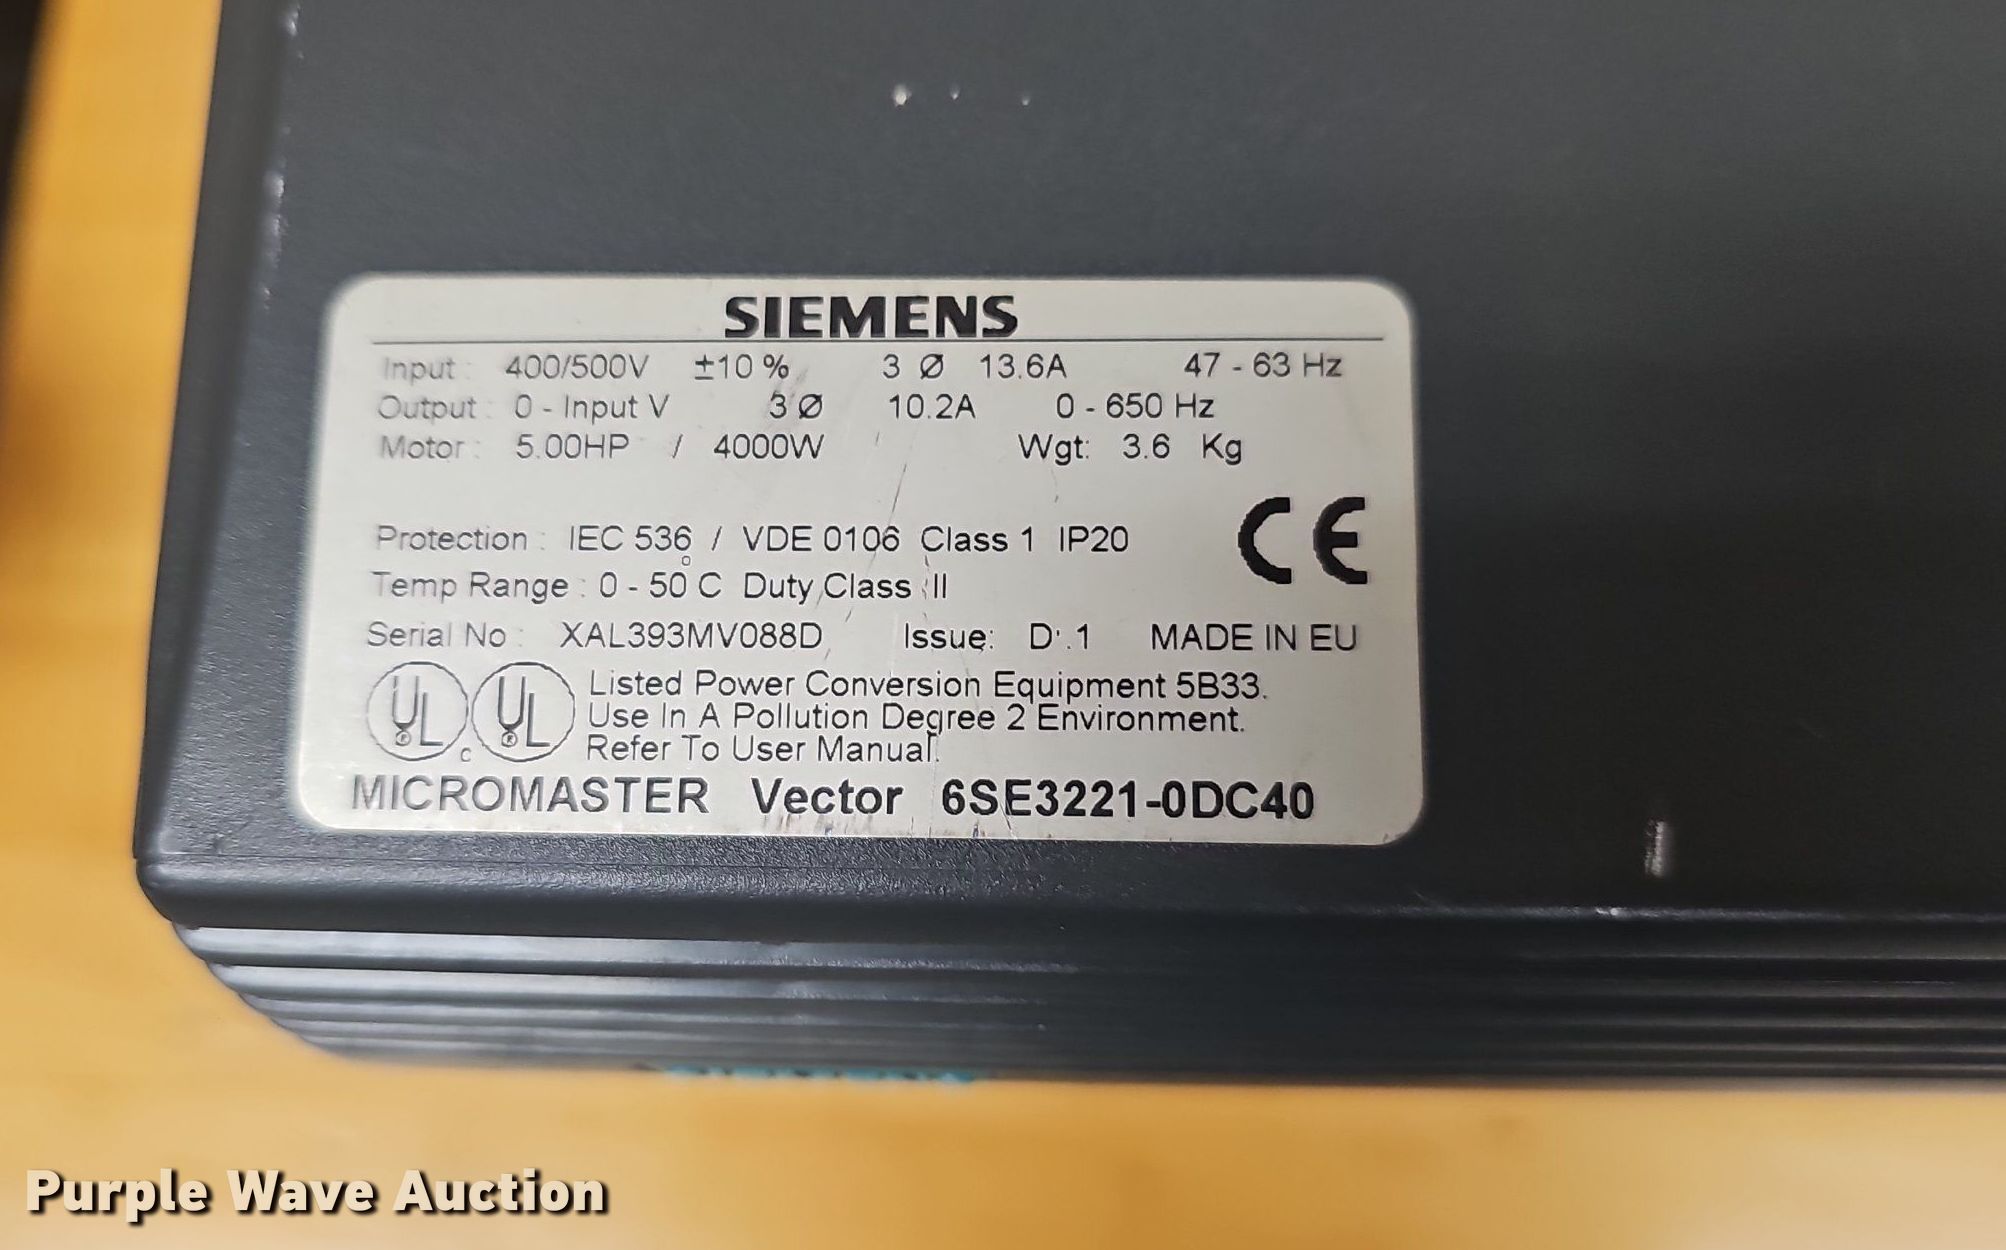 SIEMENS
Input : 400/500V ±10 % 3 Ø 13.6A 47 - 63 Hz
Output : 0 - Input V 3 Ø 10.2A 0 - 650 Hz
Motor : 5.00HP / 4000W Wgt: 3.6 Kg
Protection : IEC 536 / VDE 0106 Class 1 IP20
CE
Temp Range : 0 - 50°C Duty Class II
Serial No : XAL393MV088D Issue: D .1 MADE IN EU
UL c UL
Listed Power Conversion Equipment 5B33.
Use In A Pollution Degree 2 Environment.
Refer To User Manual.
MICROMASTER Vector 6SE3221-0DC40
Purple Wave Auction